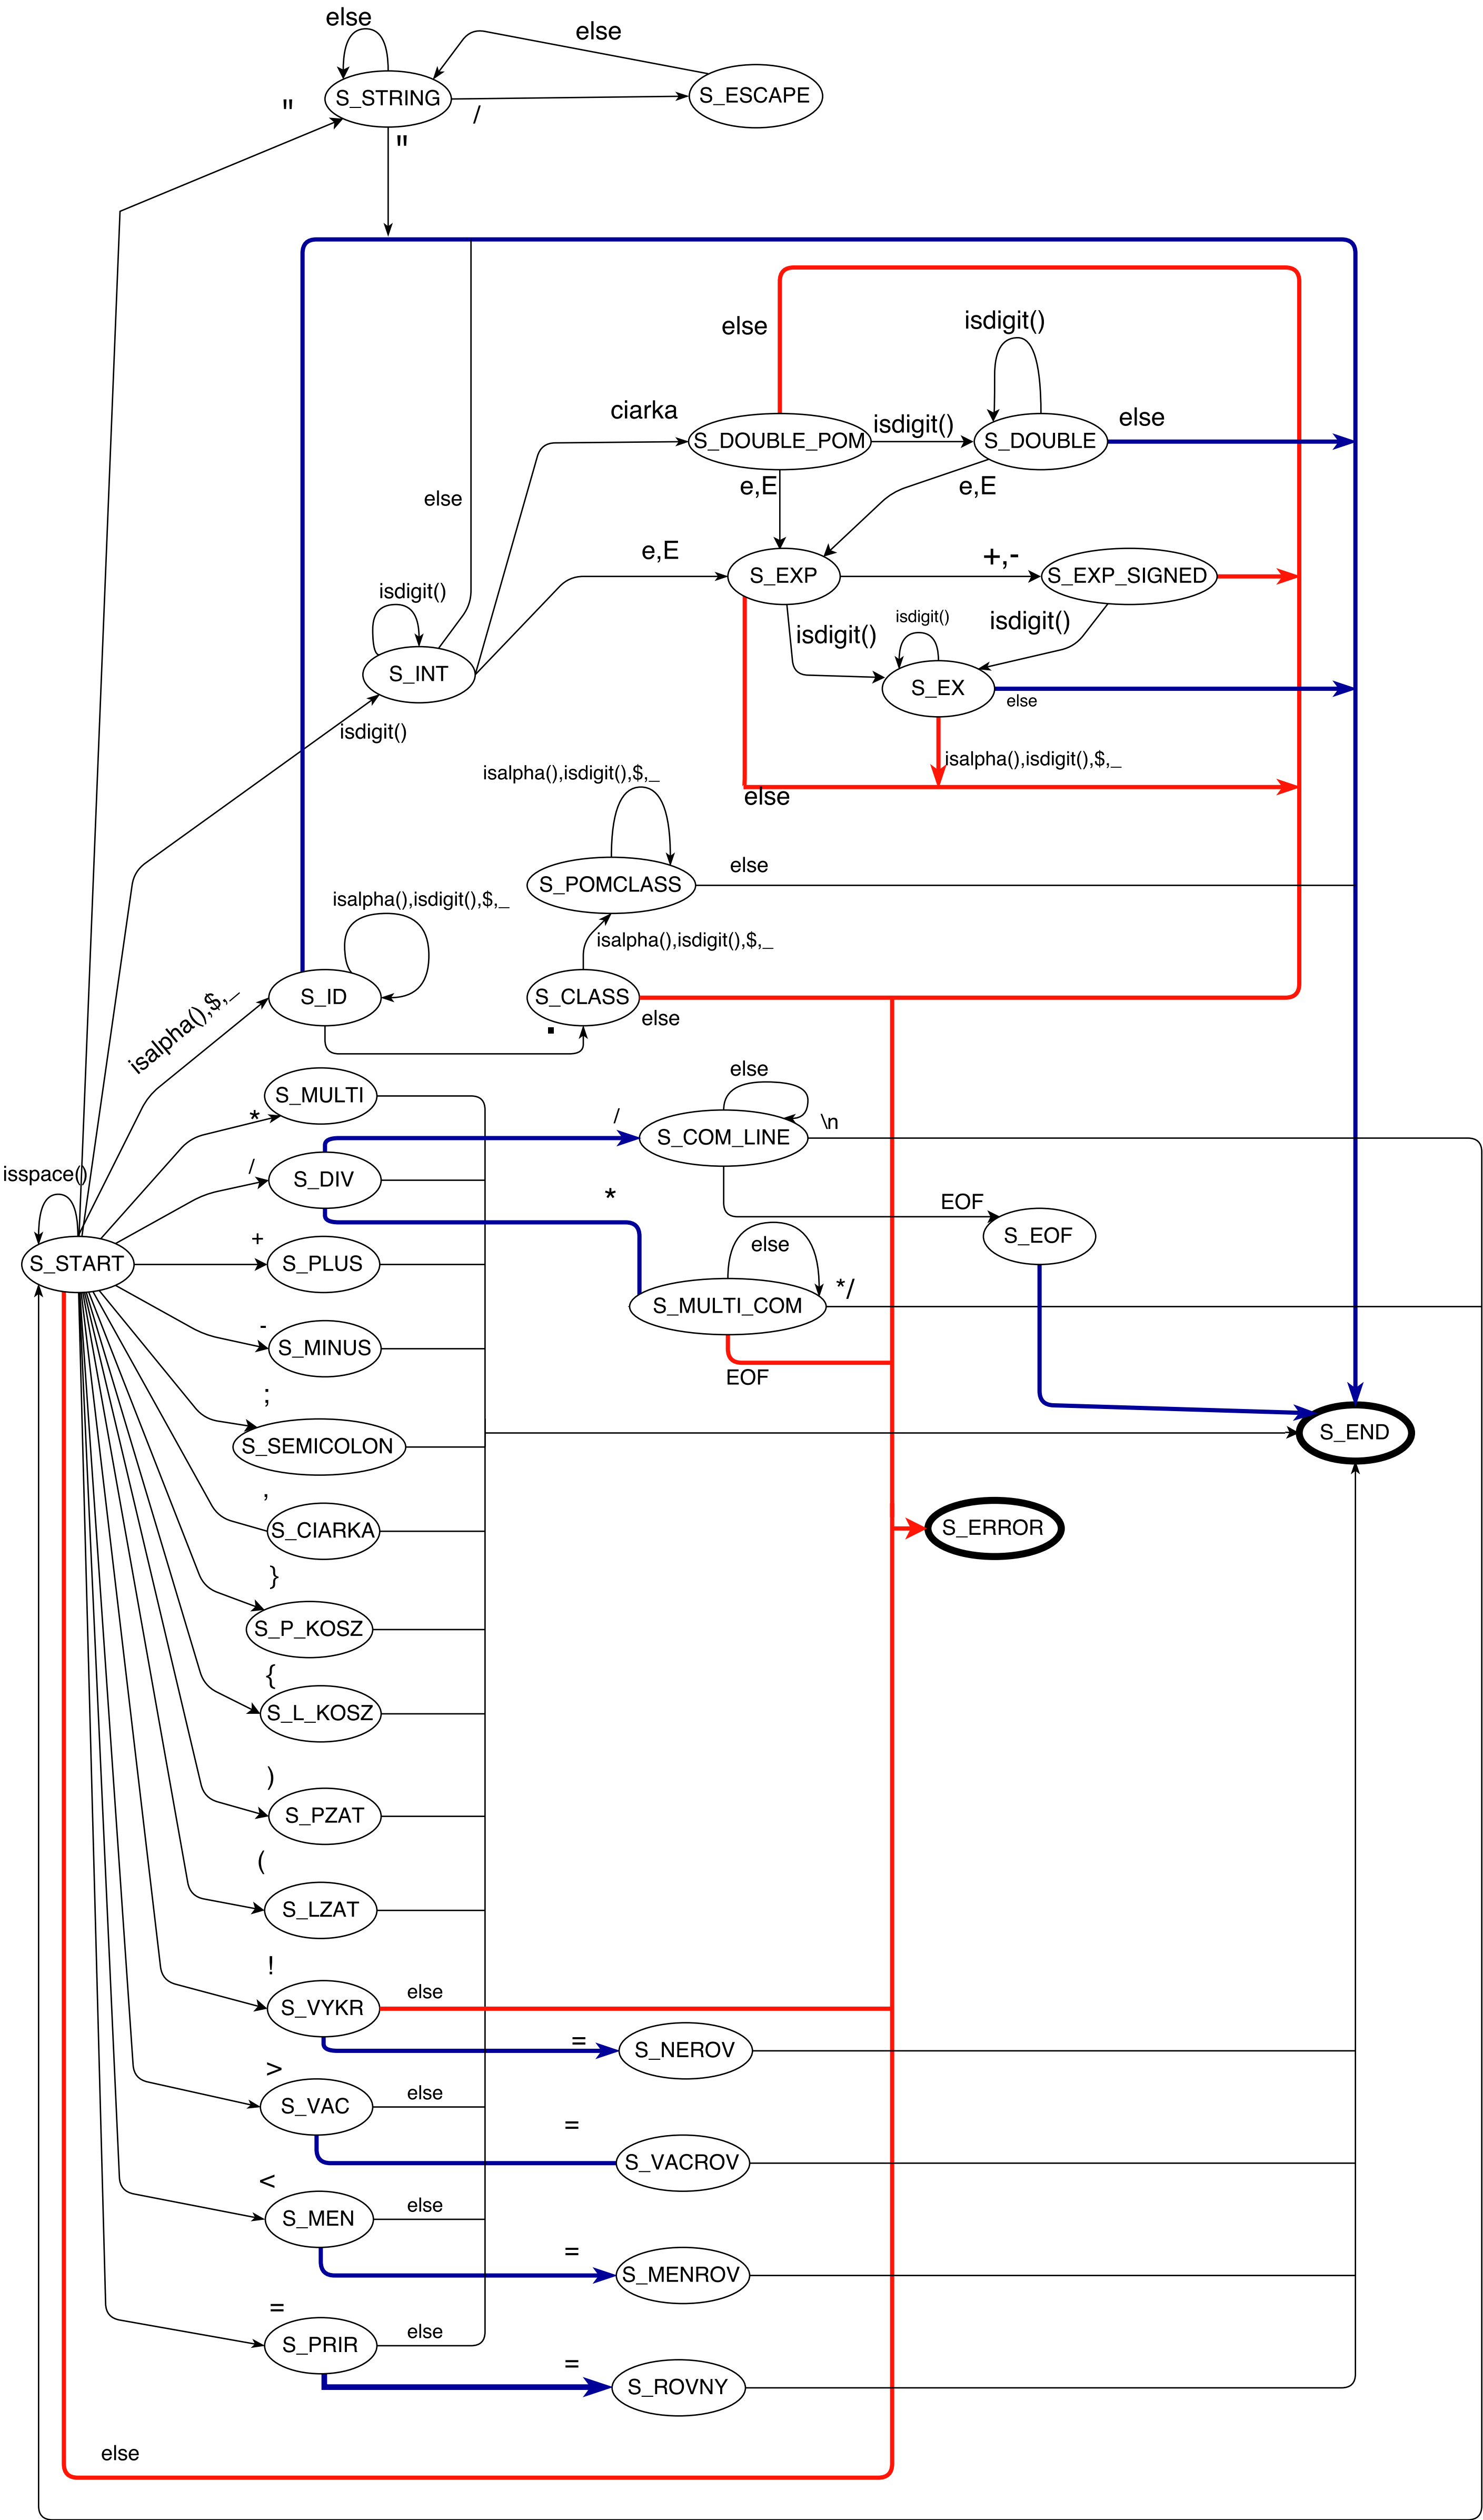 else
else
S_STRING
S_ESCAPE
"
/
"
else
isdigit()
ciarka
S_DOUBLE_POM
isdigit()
S_DOUBLE
else
e,E
e,E
else
e,E
S_EXP
+,-
S_EXP_SIGNED
isdigit()
isdigit()
isdigit()
isdigit()
S_INT
S_EX
else
isdigit()
isalpha(),isdigit(),$,_
else
isalpha(),isdigit(),$,_
S_POMCLASS
else
isalpha(),isdigit(),$,_
isalpha(),isdigit(),$,_
isalpha(),$,_
S_ID
S_CLASS
else
.
S_MULTI
*
else
/
S_COM_LINE
\n
isspace()
/
S_DIV
*
EOF
S_EOF
else
S_START
+
S_PLUS
S_MULTI_COM
*/
-
S_MINUS
EOF
;
S_SEMICOLON
S_END
,
S_CIARKA
S_ERROR
}
S_P_KOSZ
{
S_L_KOSZ
)
S_PZAT
(
S_LZAT
!
S_VYKR
else
=
S_NEROV
>
S_VAC
else
=
S_VACROV
<
S_MEN
else
=
S_MENROV
=
S_PRIR
else
=
S_ROVNY
else